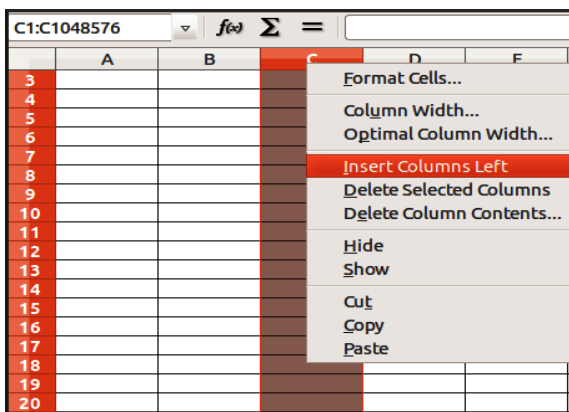 C1:C1048576 f(x) Σ =
A B C D E
3 Format Cells...
4
5 Column Width...
6 Optimal Column Width...
7
8 Insert Columns Left
9 Delete Selected Columns
10 Delete Column Contents...
11
12 Hide
13 Show
14
15 Cut
16 Copy
17 Paste
18
19
20